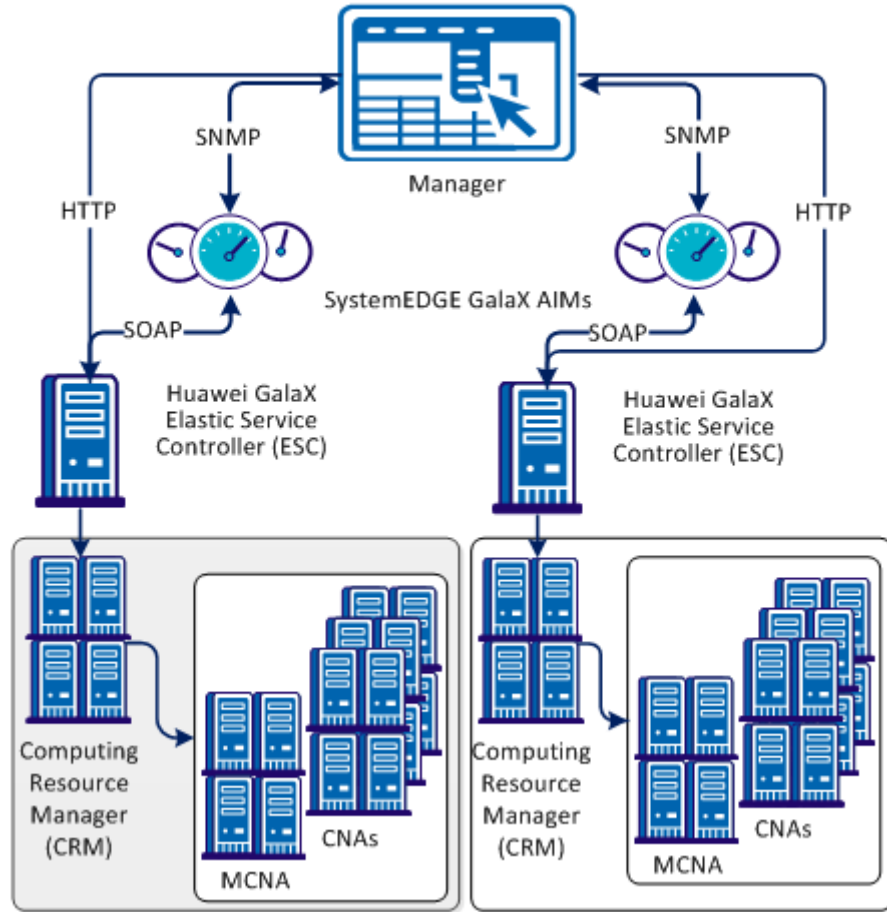 SNMP
SNMP
Manager
HTTP
HTTP
SystemEDGE GalaX AIMs
SOAP
SOAP
Huawei GalaX
Elastic Service
Controller (ESC)
Huawei GalaX
Elastic Service
Controller (ESC)
Computing
Resource
Manager
(CRM)
CNAs
MCNA
Computing
Resource
Manager
(CRM)
CNAs
MCNA